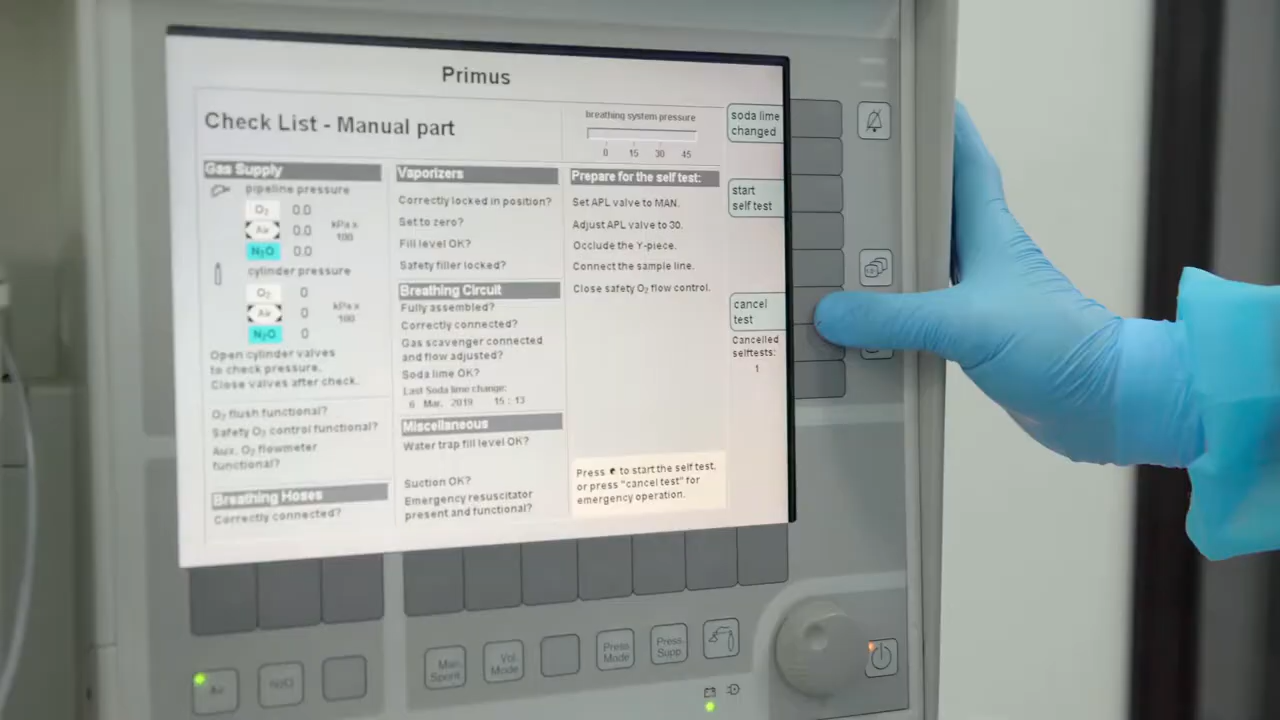 Primus
Check List - Manual part
breathing system pressure
0 15 30 45
Gas Supply
pipeline pressure
O2 0.0
Air 0.0
kPa x
100
N2O 0.0
cylinder pressure
O2 0
Air 0
kPa x
100
N2O 0
Open cylinder valves
to check pressure.
Close valves after check.
O2 flush functional?
Safety O2 control functional?
Aux. O2 flowmeter
functional?
Breathing Hoses
Correctly connected?
Vaporizers
Correctly locked in position?
Set to zero?
Fill level OK?
Safety filler locked?
Breathing Circuit
Fully assembled?
Correctly connected?
Gas scavenger connected
and flow adjusted?
Soda lime OK?
Last Soda lime change:
6 Mar. 2019 15:13
Miscellaneous
Water trap fill level OK?
Suction OK?
Emergency resuscitator
present and functional?
Prepare for the self test:
Set APL valve to MAN.
Adjust APL valve to 30.
Occlude the Y-piece.
Connect the sample line.
Close safety O2 flow control.
Press to start the self test,
or press "cancel test" for
emergency operation.
soda lime
changed
start
self test
cancel
test
Cancelled
selftests:
1
Air
N2O
Man.
Spont.
Vol.
Mode
Press.
Mode
Press.
Supp.